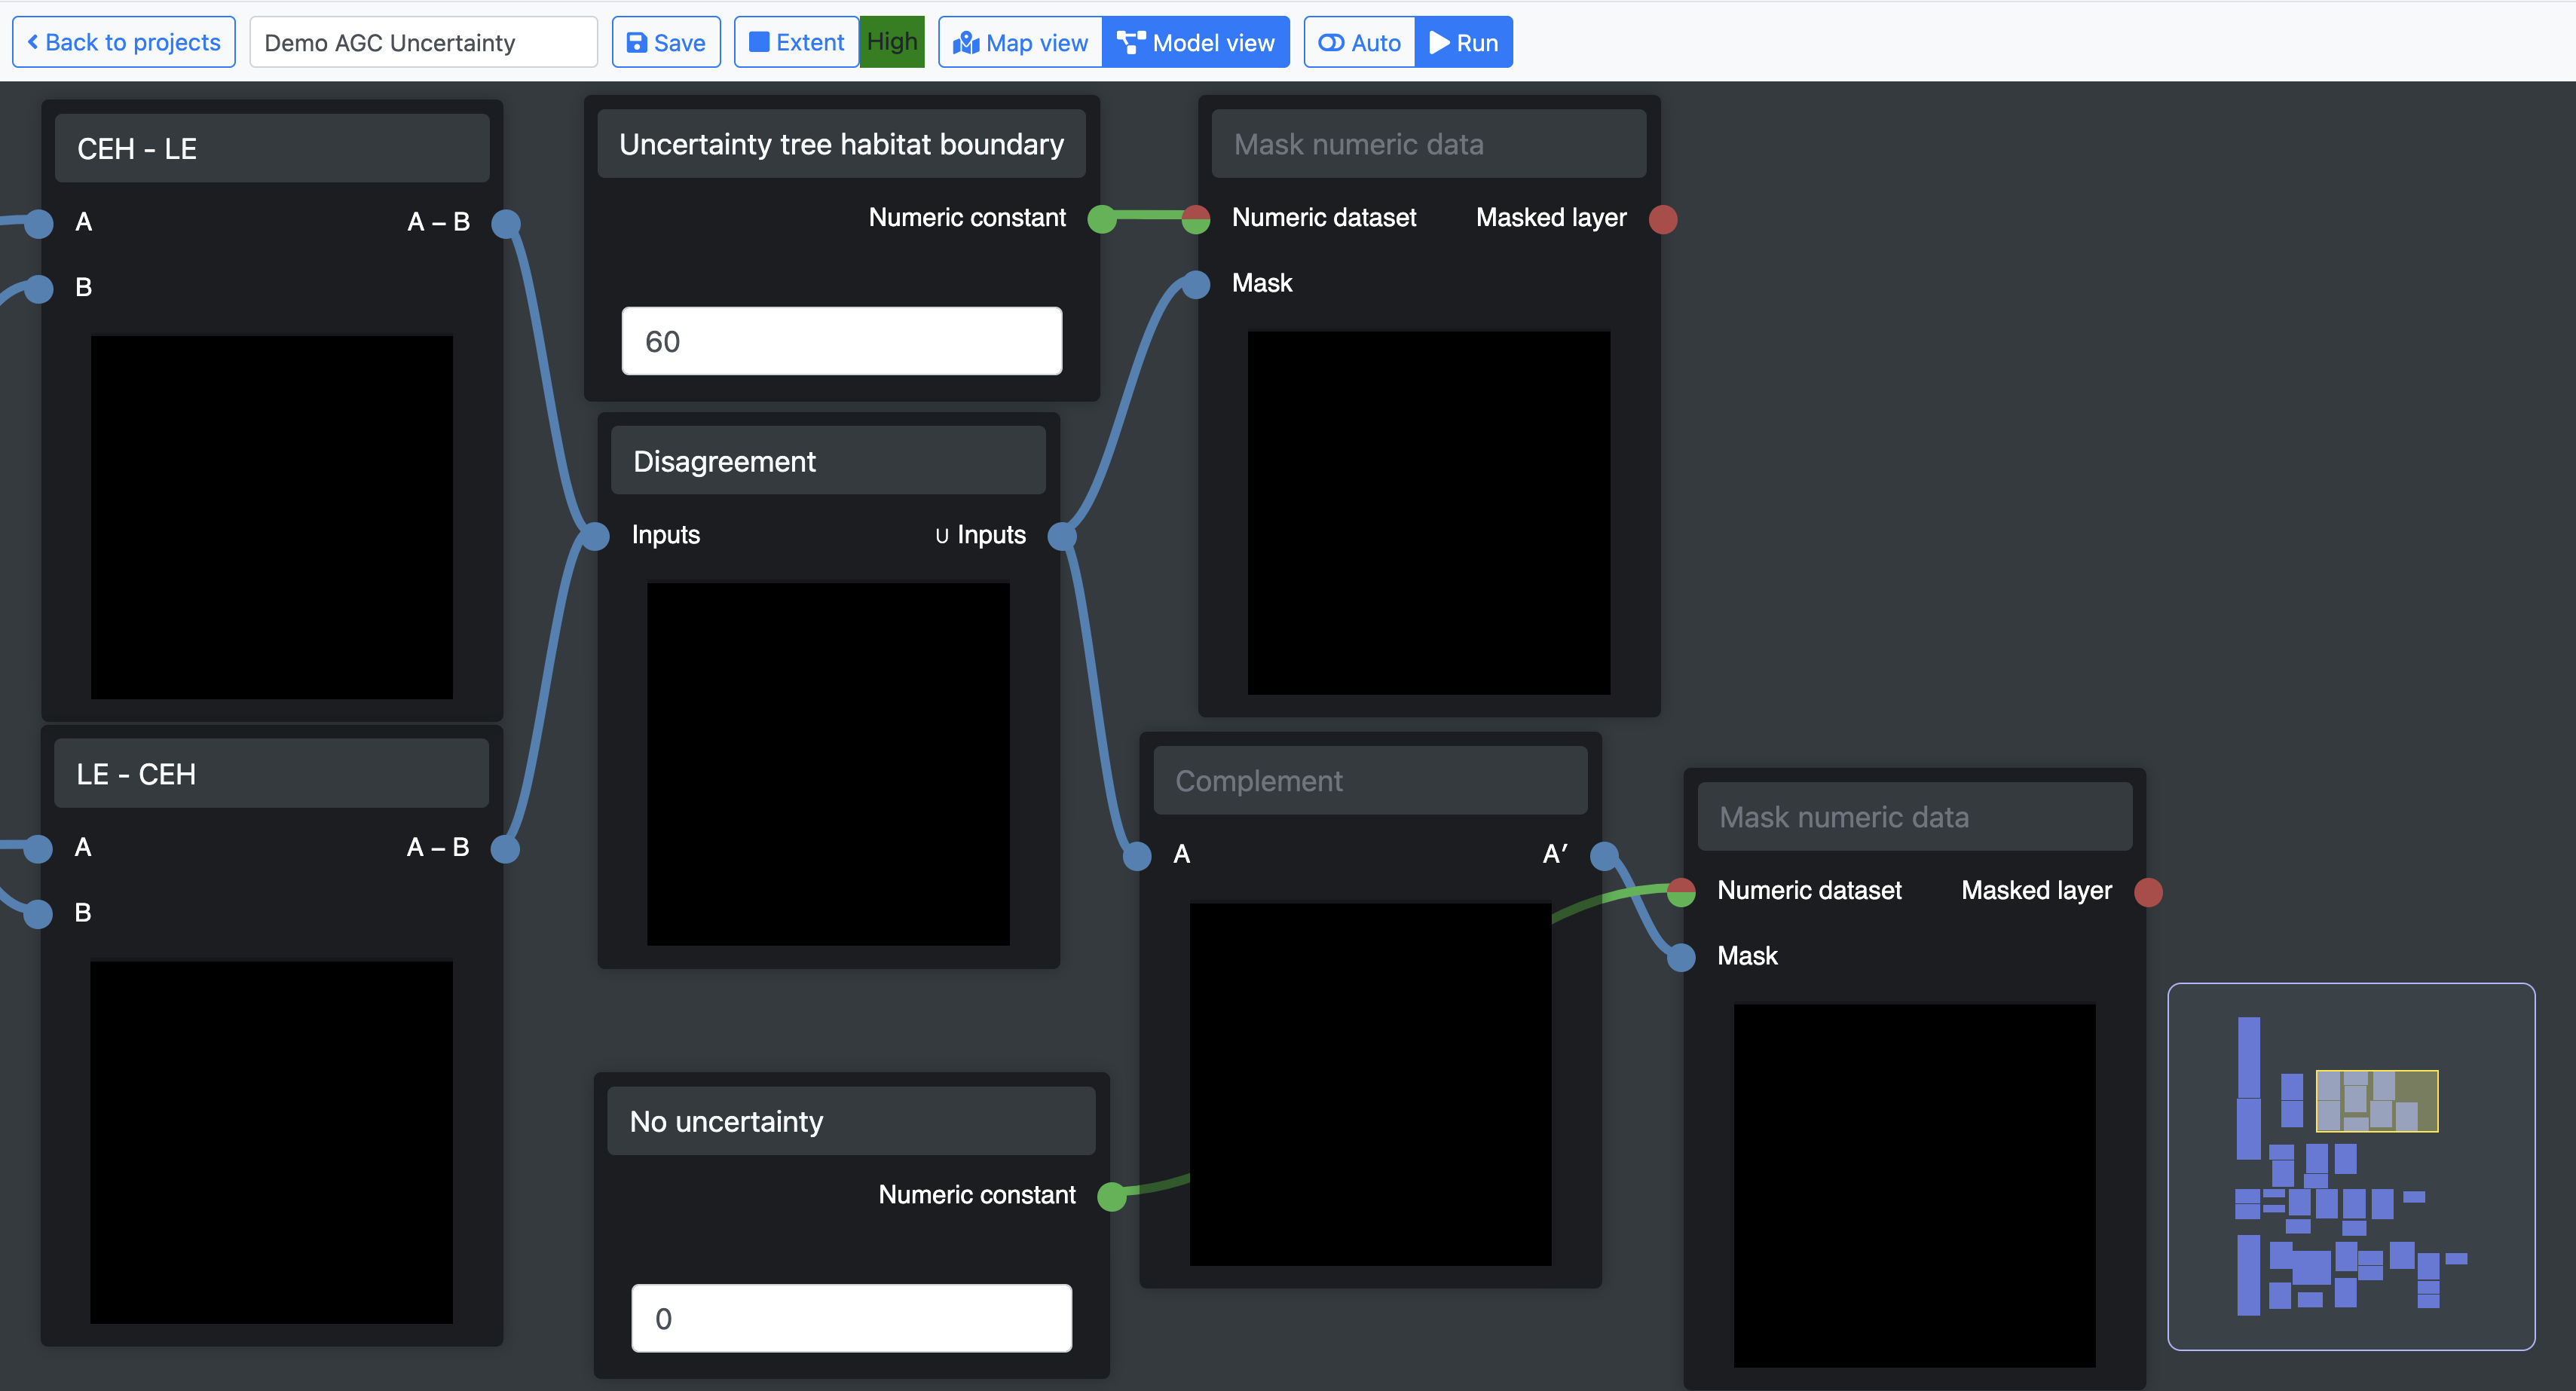 Back to projects
Demo AGC Uncertainty
Save
Extent
High
Map view
Model view
Auto
Run
CEH - LE
A
A – B
B
Uncertainty tree habitat boundary
Numeric constant
60
Mask numeric data
Numeric dataset
Masked layer
Mask
Disagreement
Inputs
∪ Inputs
LE - CEH
A
A – B
B
Complement
A
A′
Mask numeric data
Numeric dataset
Masked layer
Mask
No uncertainty
Numeric constant
0